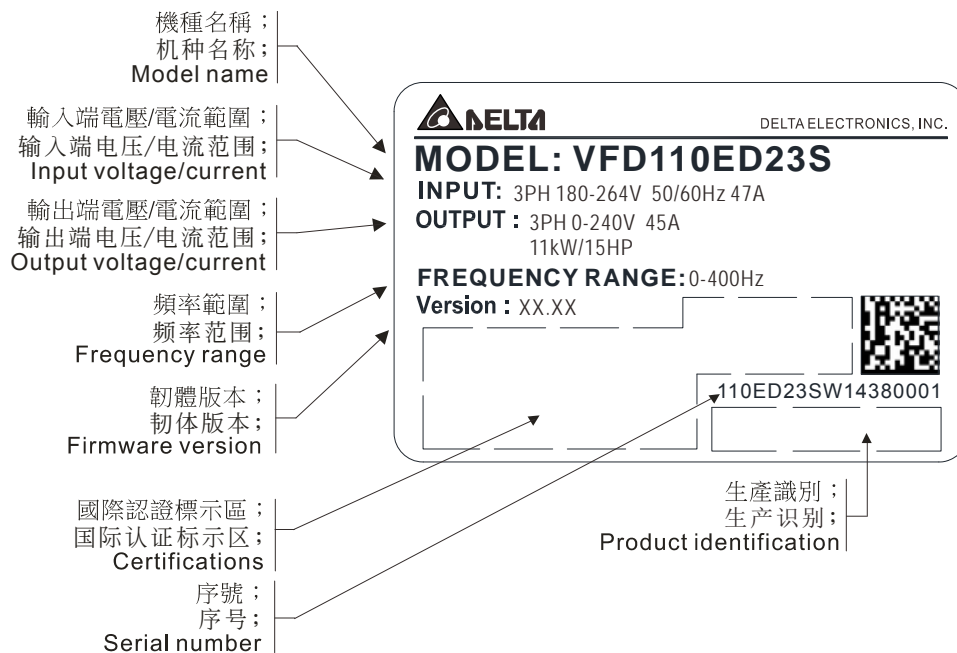 機種名稱 ;
机种名称;
Model name
輸入端電壓/電流範圍 ;
输入端电压/电流范围;
Input voltage/current
輸出端電壓/電流範圍 ;
输出端电压/电流范围;
Output voltage/current
頻率範圍 ;
频率范围;
Frequency range
韌體版本 ;
韧体版本;
Firmware version
國際認證標示區 ;
国际认证标示区;
Certifications
序號 ;
序号;
Serial number
DELTA
DELTA ELECTRONICS, INC.
MODEL: VFD110ED23S
INPUT: 3PH 180-264V 50/60Hz 47A
OUTPUT : 3PH 0-240V 45A
11kW/15HP
FREQUENCY RANGE: 0-400Hz
Version : XX.XX
110ED23SW14380001
生產識別 ;
生产识别;
Product identification